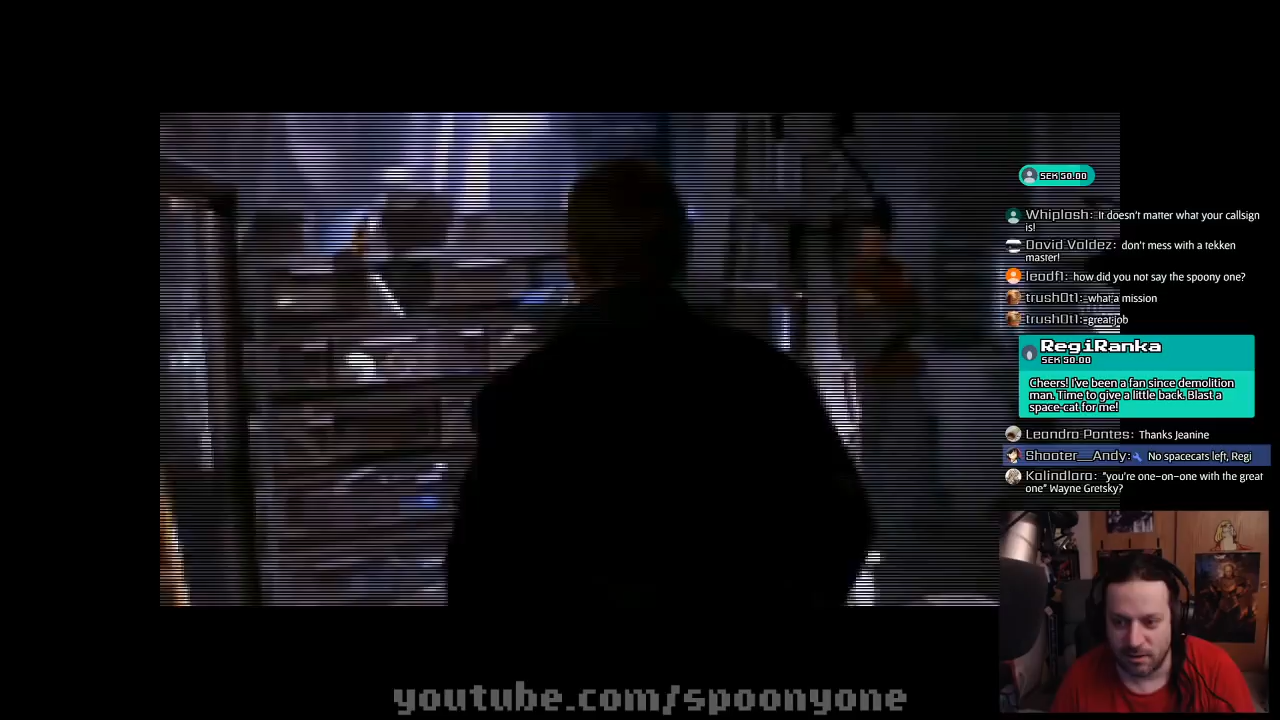 SEK 50.00
Whiplosh: It doesn't matter what your callsign
is!
David Valdez: don't mess with a tekken
master!
leodf1: how did you not say the spoony one?
trush0t1: -what a mission
trush0t1: -great job
RegiRanka
SEK 50.00
Cheers! I've been a fan since demolition
man. Time to give a little back. Blast a
space-cat for me!
Leandro Pontes: Thanks Jeanine
Shooter__Andy: No spacecats left, Regi
Kolindloro: "you're one-on-one with the great
one" Wayne Gretsky?
youtube.com/spoonyone